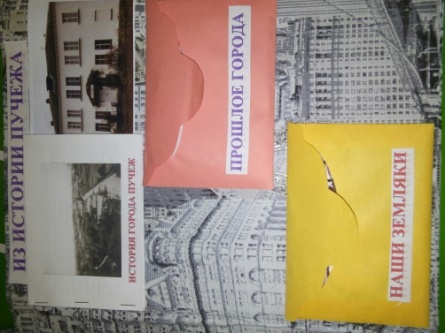 ИЗ ИСТОРИИ ПУЧЕЖА
ИСТОРИЯ ГОРОДА ПУЧЕЖ
ПРОШЛОЕ ГОРОДА
НАШИ ЗЕМЛЯКИ